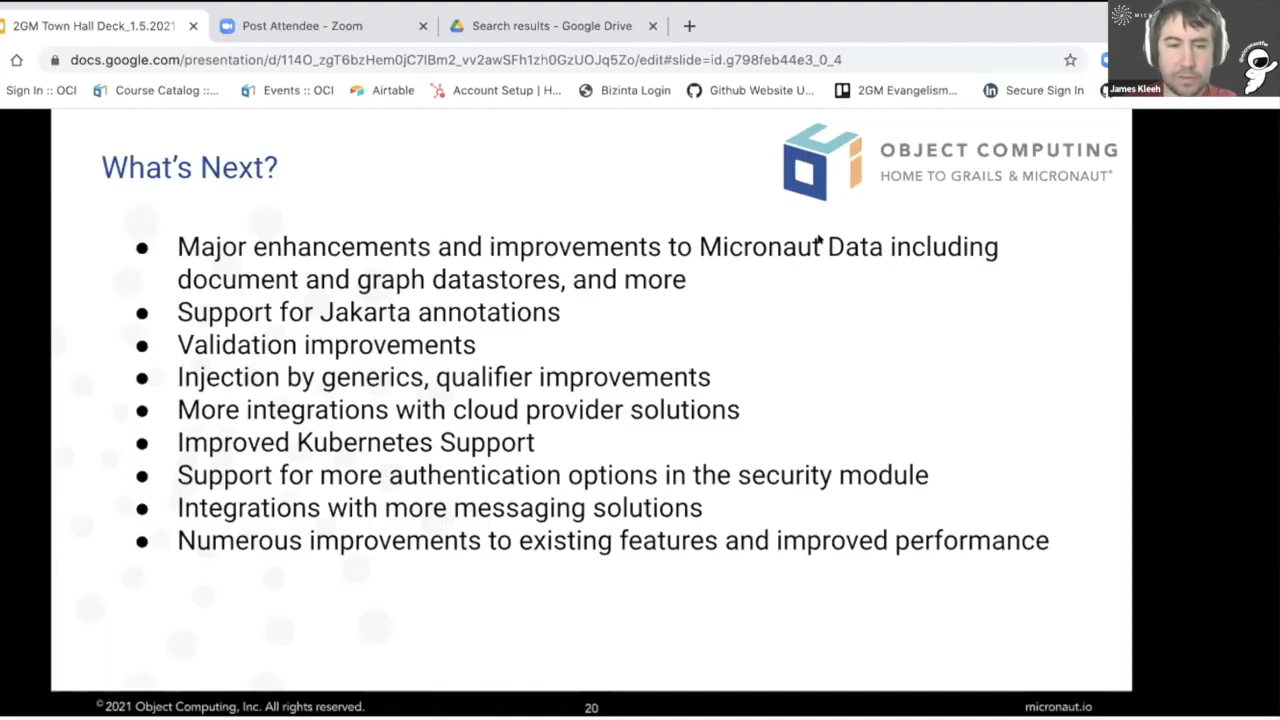 2GM Town Hall Deck_1.5.2021
Post Attendee - Zoom
Search results - Google Drive
docs.google.com/presentation/d/114O_zgT6bzHem0jC7lBm2_vv2awSFh1zh0GzUOJq5Zo/edit#slide=id.g798feb44e3_0_4
Sign In :: OCI
Course Catalog ::...
Events :: OCI
Airtable
Account Setup | H...
Bizinta Login
Github Website U...
2GM Evangelism...
Secure Sign In
James Kleeh
@micronautfw
What's Next?
OBJECT COMPUTING
HOME TO GRAILS & MICRONAUT®
● Major enhancements and improvements to Micronaut Data including
document and graph datastores, and more
● Support for Jakarta annotations
● Validation improvements
● Injection by generics, qualifier improvements
● More integrations with cloud provider solutions
● Improved Kubernetes Support
● Support for more authentication options in the security module
● Integrations with more messaging solutions
● Numerous improvements to existing features and improved performance
© 2021 Object Computing, Inc. All rights reserved.
20
micronaut.io